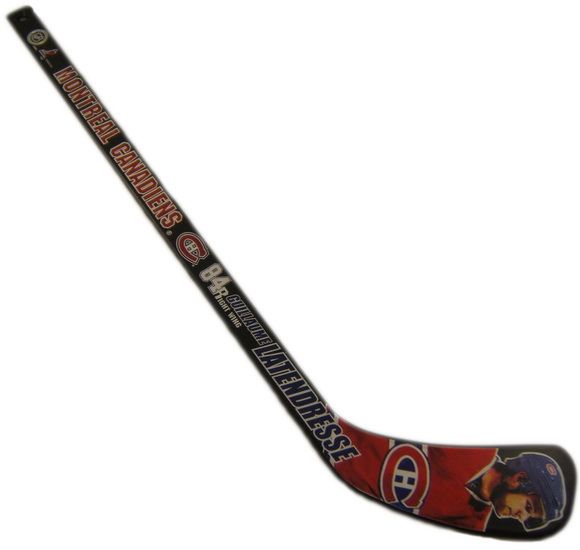 MONTREAL CANADIENS
84 R
RIGHT WING
GUILLAUME
LATENDRESSE